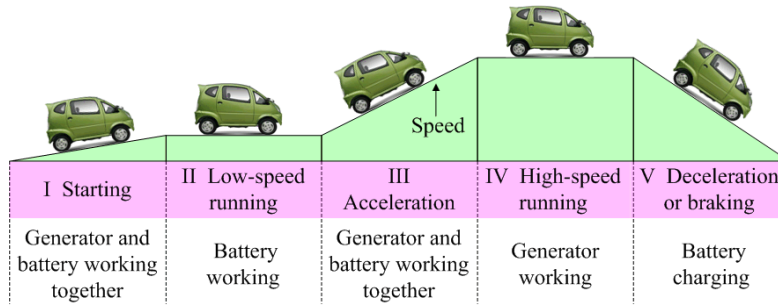 Speed
I Starting
II Low-speed
running
III
Acceleration
IV High-speed
running
V Deceleration
or braking
Generator and
battery working
together
Battery
working
Generator and
battery working
together
Generator
working
Battery
charging